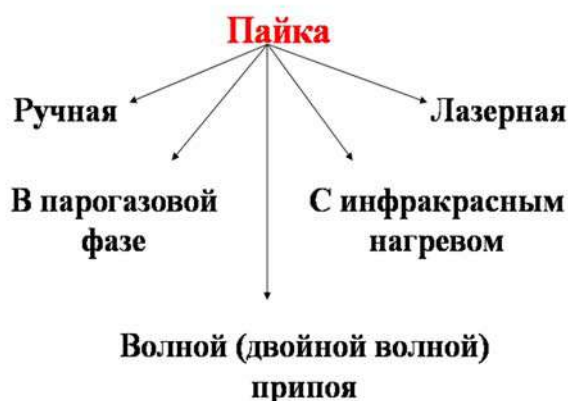 Пайка
Ручная
Лазерная
В парогазовой
фазе
С инфракрасным
нагревом
Волной (двойной волной)
припоя